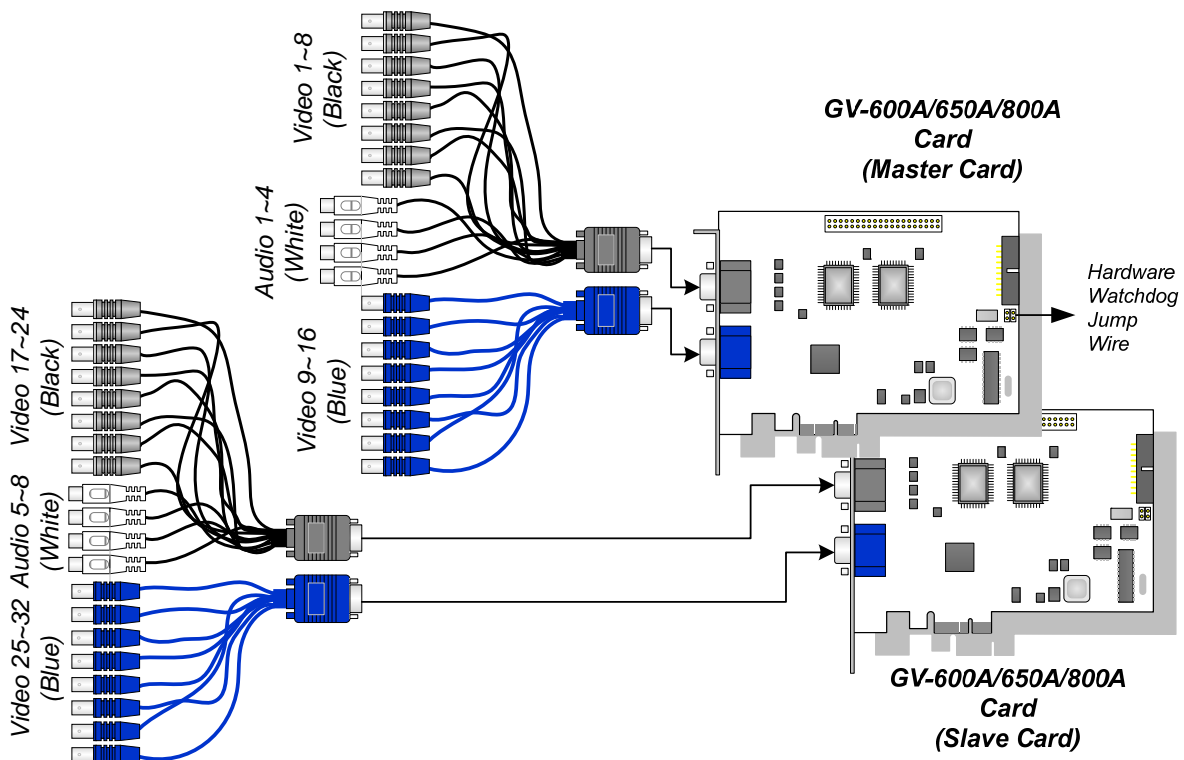 Video 1~8
(Black)
GV-600A/650A/800A
Card
(Master Card)
Audio 1~4
(White)
Hardware
Watchdog
Jump
Wire
Video 9~16
(Blue)
Video 17~24
(Black)
Audio 5~8
(White)
Video 25~32
(Blue)
GV-600A/650A/800A
Card
(Slave Card)